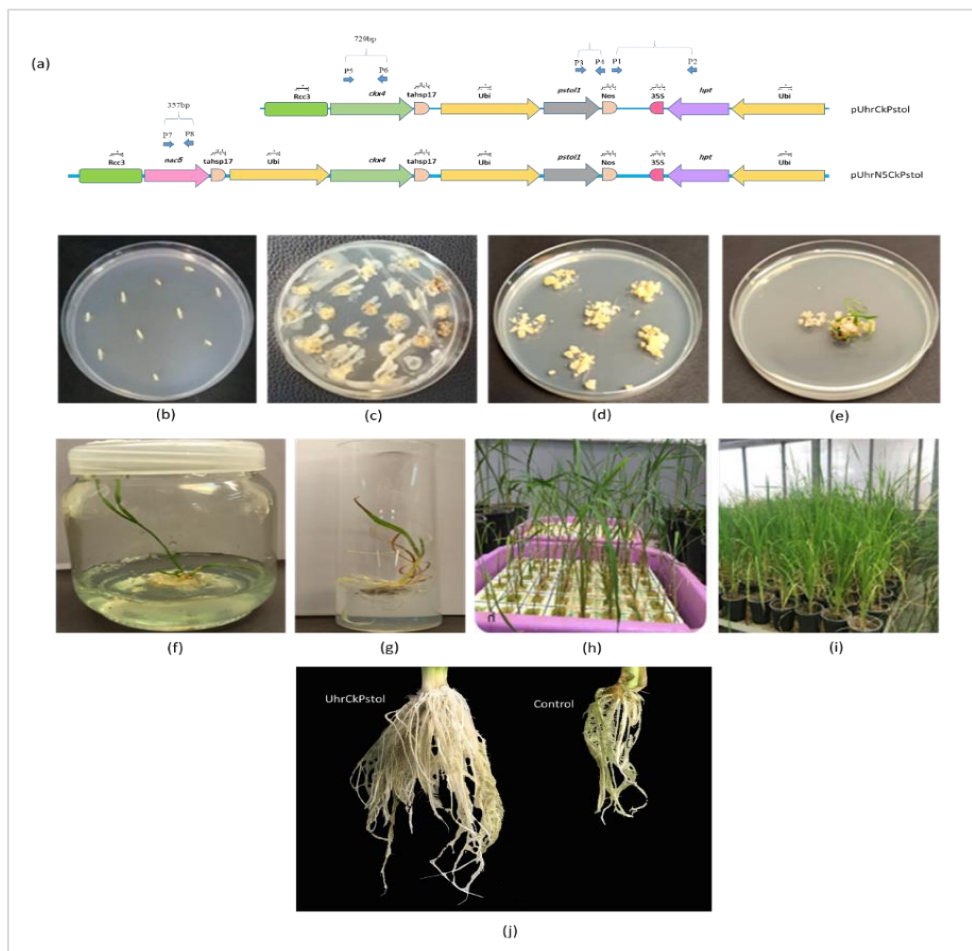 (a)
729bp
P5 P6
P3 P4 P1 P2
Rcc3 ckx4 tahsp17 Ubi pstol1 Nos 35S hpt Ubi
pUhrCkPstol
357bp
P7 P8
Rcc3 nac5 tahsp17 Ubi ckx4 tahsp17 Ubi pstol1 Nos 35S hpt Ubi
pUhrN5CkPstol
(b) (c) (d) (e)
(f) (g) (h) (i)
UhrCkPstol Control
(j)